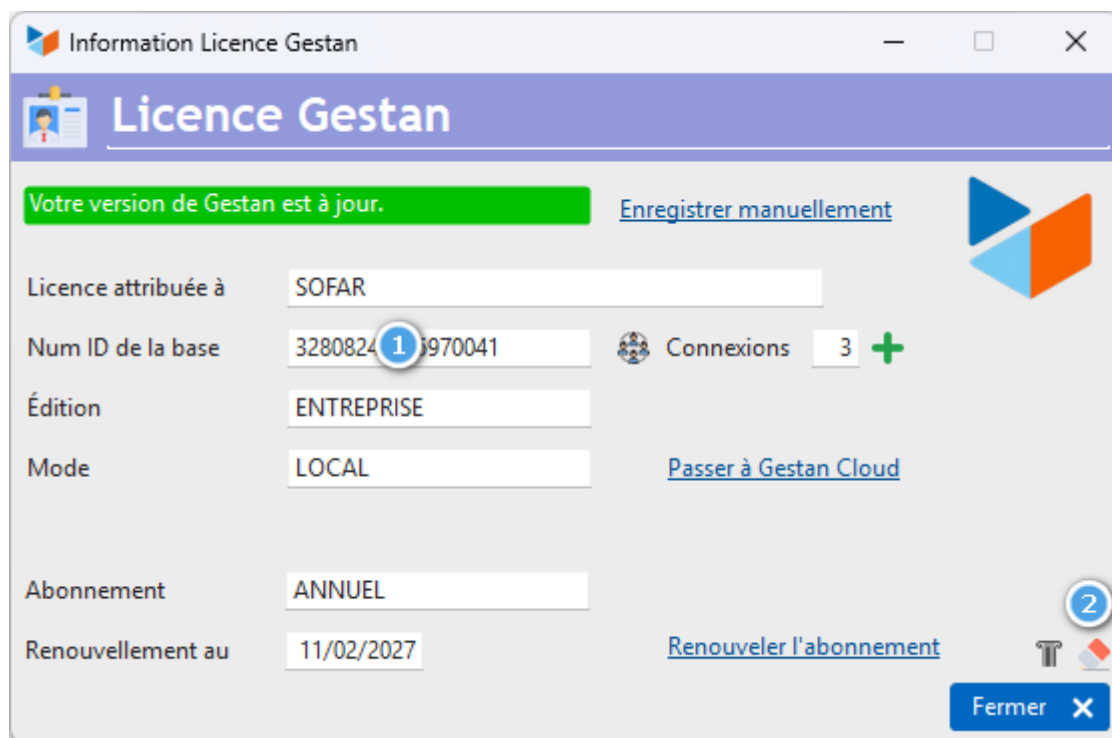 Information Licence Gestan
Licence Gestan
Votre version de Gestan est à jour.
Enregistrer manuellement
Licence attribuée à SOFAR
Num ID de la base 3280824 1 5970041 Connexions 3
Édition ENTREPRISE
Mode LOCAL Passer à Gestan Cloud
Abonnement ANNUEL
2
Renouvellement au 11/02/2027 Renouveler l'abonnement
Fermer